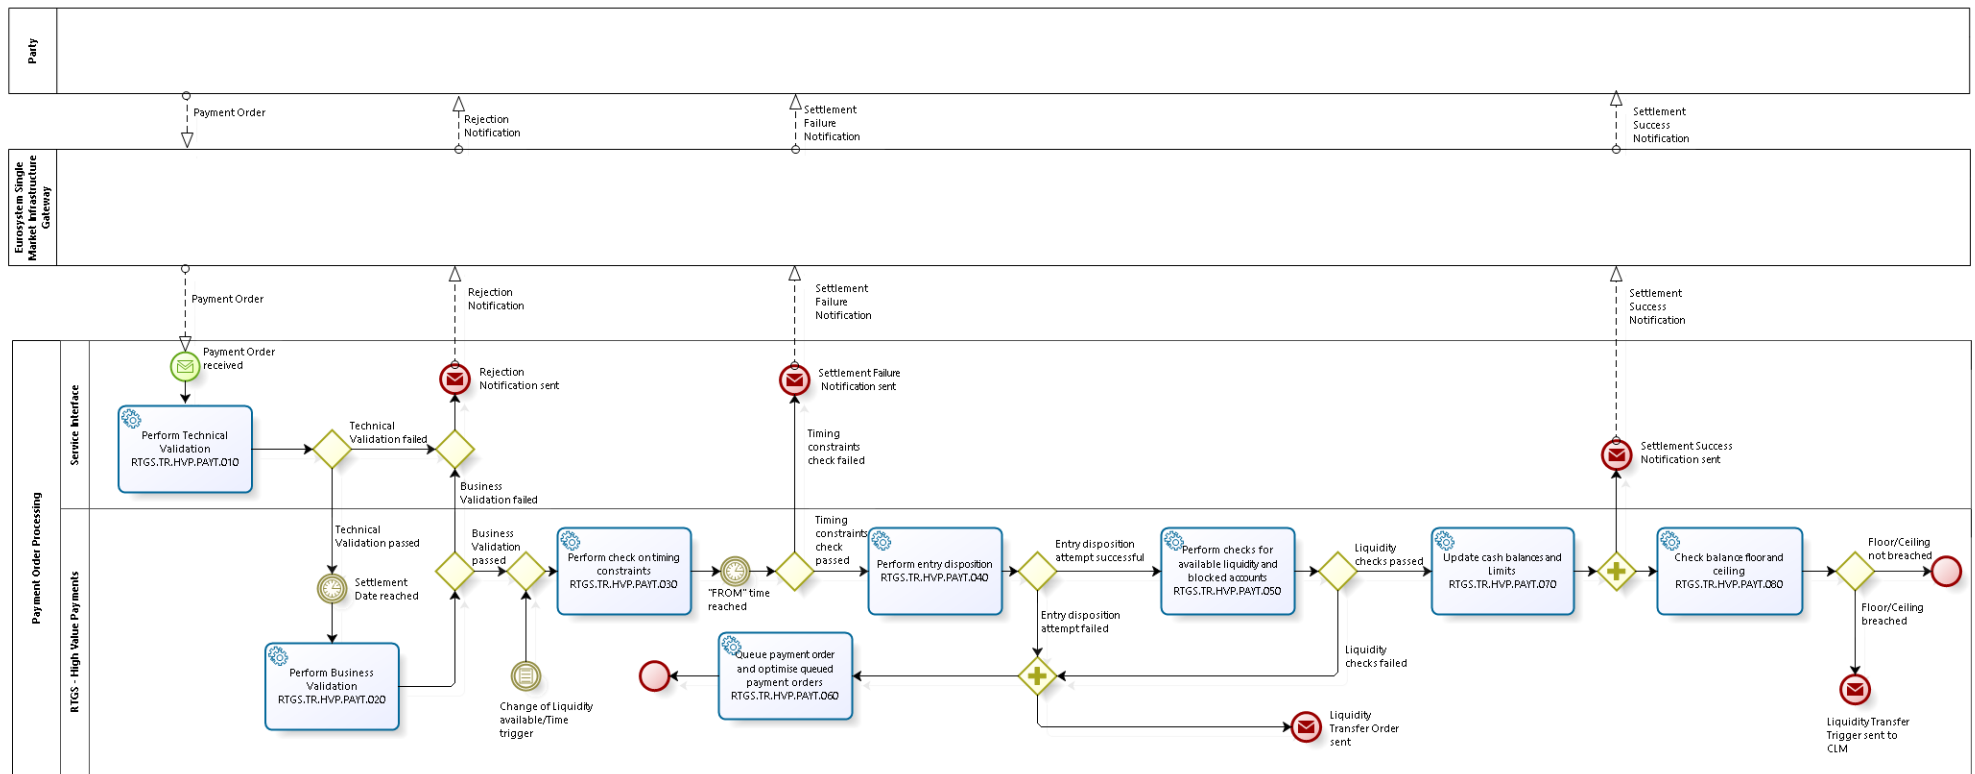 Party
Payment Order
Rejection
Notification
Settlement
Failure
Notification
Settlement
Success
Notification
Eurosystem Single
Market Infrastructure
Gateway
Payment Order
Rejection
Notification
Settlement
Failure
Notification
Settlement
Success
Notification
Payment Order Processing
Service Interface
Payment Order
received
Perform Technical
Validation
RTGS.TR.HVP.PAYT.010
Technical
Validation failed
Rejection
Notification sent
Business
Validation failed
Settlement Failure
Notification sent
Timing
constraints
check failed
Settlement Success
Notification sent
RTGS - High Value Payments
Technical
Validation passed
Settlement
Date reached
Perform Business
Validation
RTGS.TR.HVP.PAYT.020
Business
Validation
passed
Change of Liquidity
available/Time
trigger
Perform check on timing
constraints
RTGS.TR.HVP.PAYT.030
"FROM" time
reached
Timing
constraints
check
passed
Perform entry disposition
RTGS.TR.HVP.PAYT.040
Entry disposition
attempt successful
Entry disposition
attempt failed
Perform checks for
available liquidity and
blocked accounts
RTGS.TR.HVP.PAYT.050
Liquidity
checks passed
Liquidity
checks failed
Queue payment order
and optimise queued
payment orders
RTGS.TR.HVP.PAYT.060
Liquidity
Transfer Order
sent
Update cash balances and
Limits
RTGS.TR.HVP.PAYT.070
Check balance floor and
ceiling
RTGS.TR.HVP.PAYT.080
Floor/Ceiling
not breached
Floor/Ceiling
breached
Liquidity Transfer
Trigger sent to
CLM